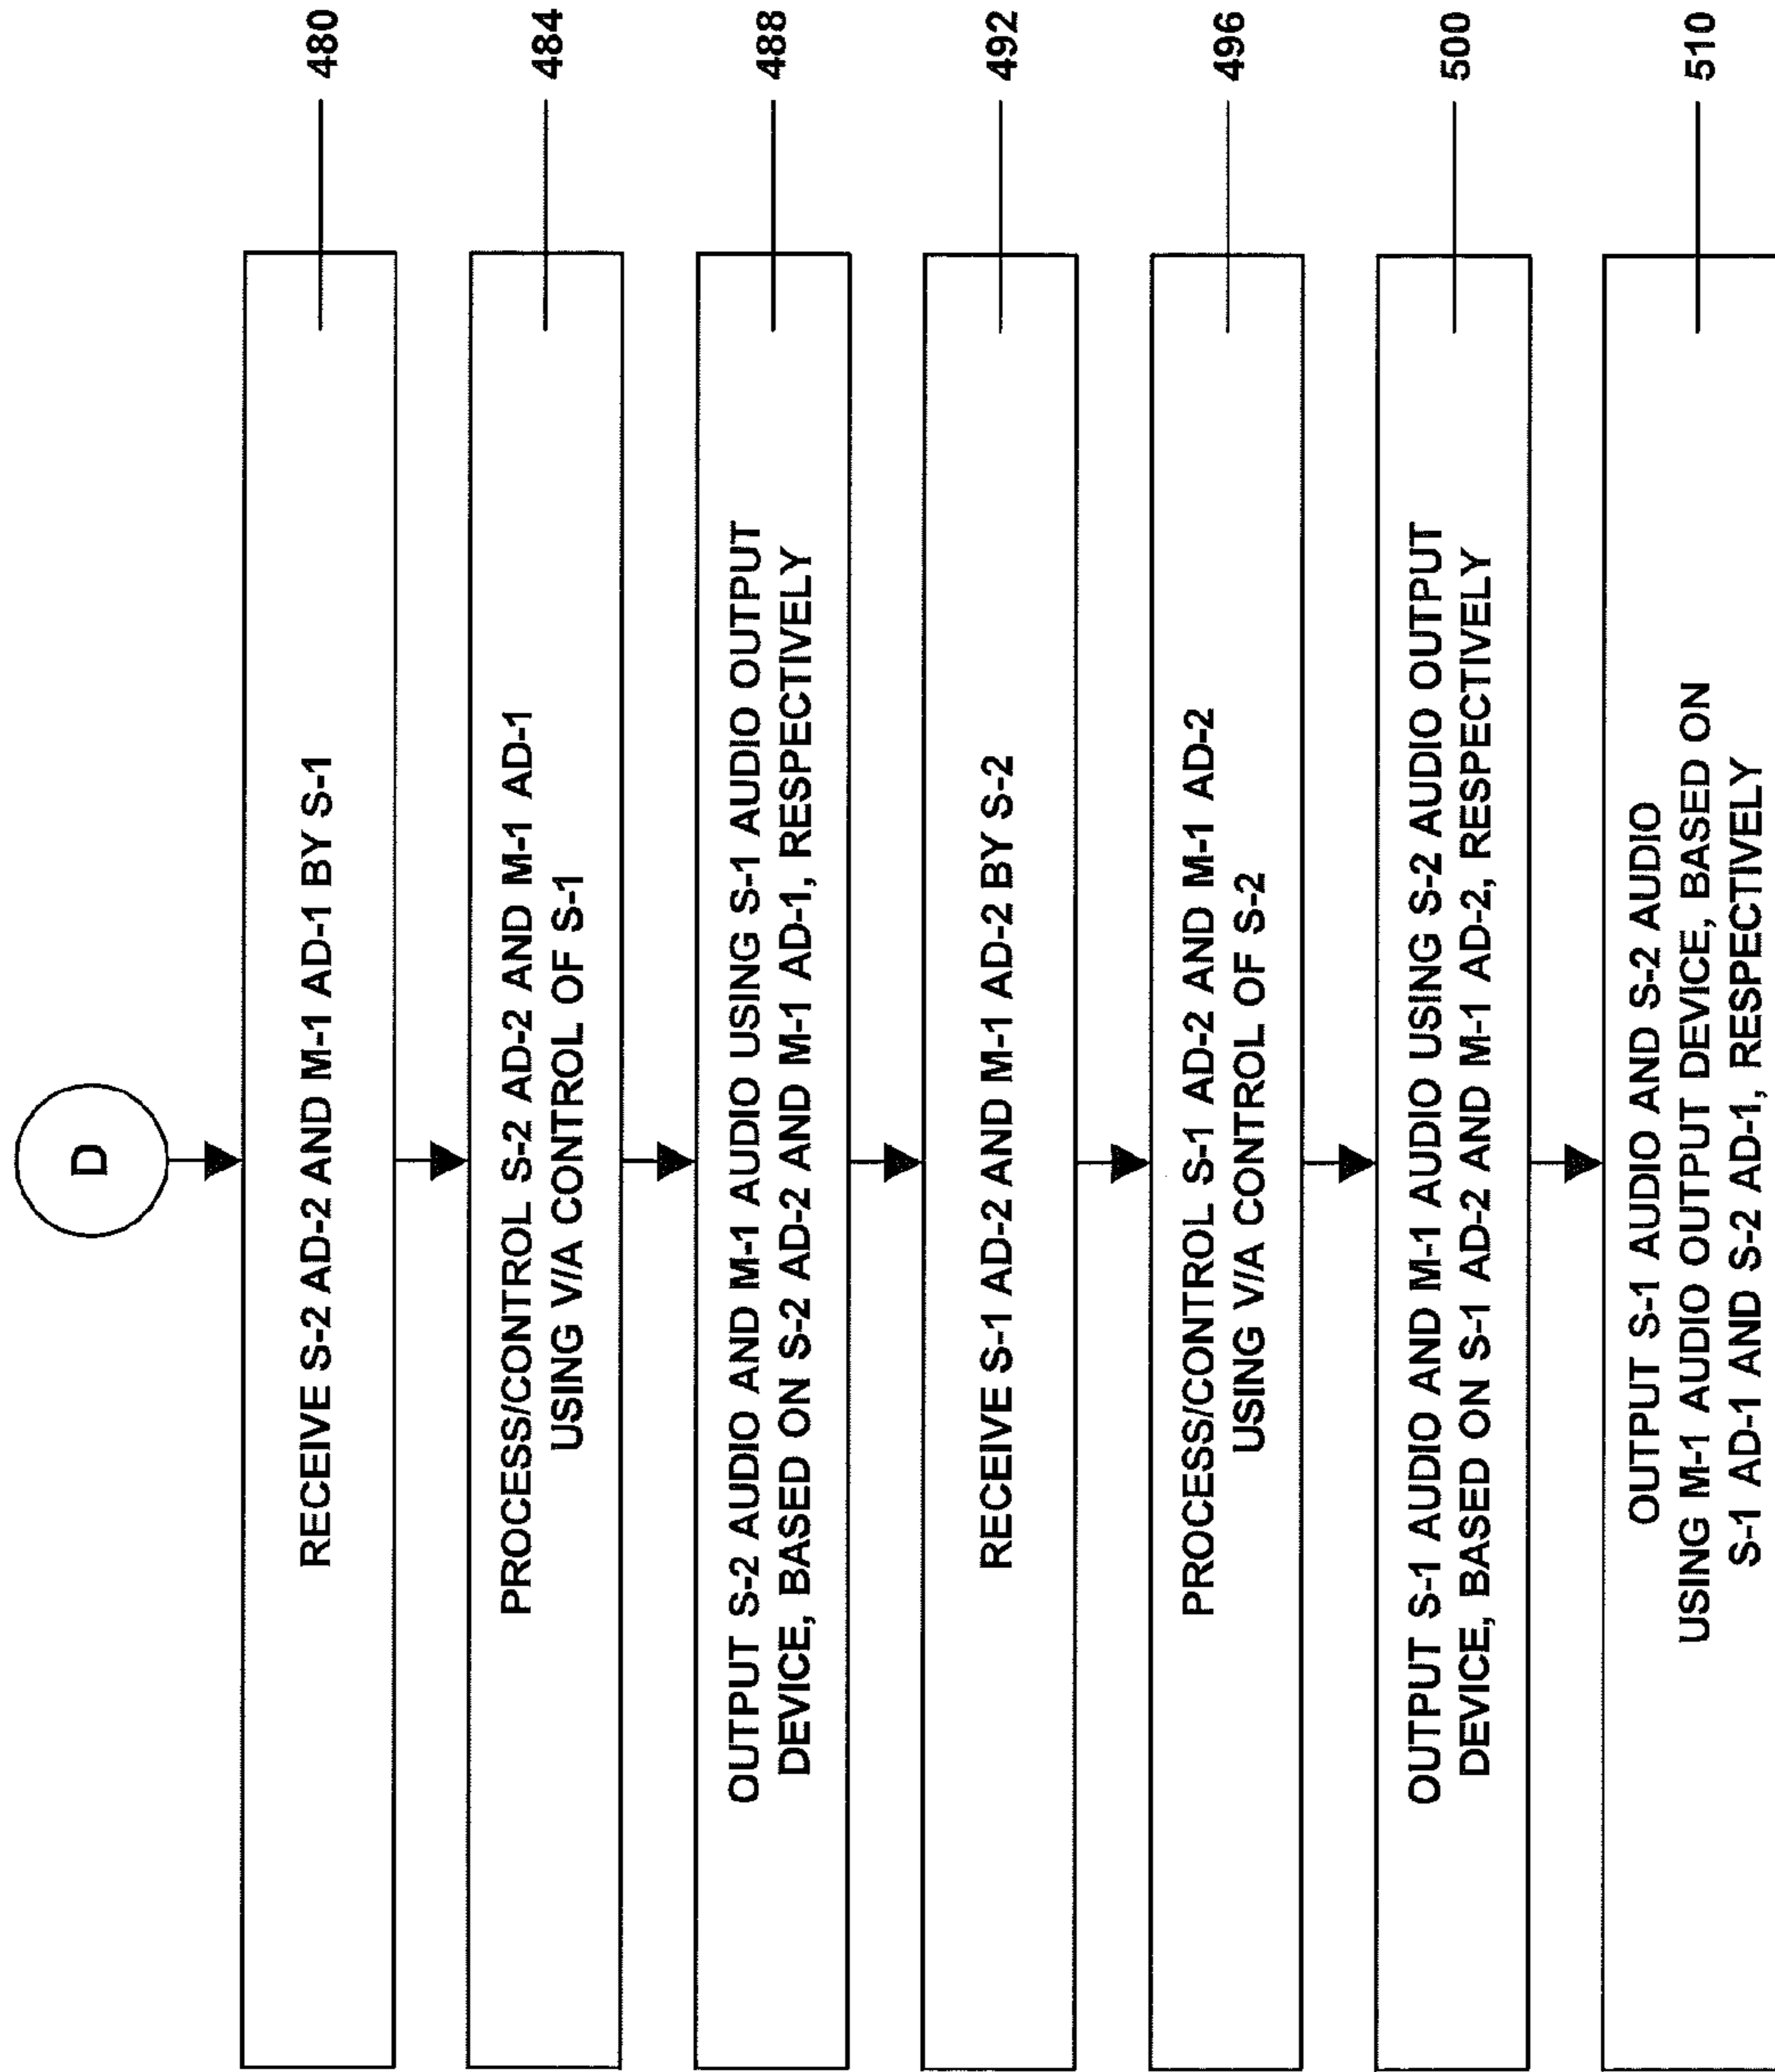 D
RECEIVE S-2 AD-2 AND M-1 AD-1 BY S-1
480
PROCESS/CONTROL S-2 AD-2 AND M-1 AD-1
USING V/A CONTROL OF S-1
484
OUTPUT S-2 AUDIO AND M-1 AUDIO USING S-1 AUDIO OUTPUT
DEVICE, BASED ON S-2 AD-2 AND M-1 AD-1, RESPECTIVELY
488
RECEIVE S-1 AD-2 AND M-1 AD-2 BY S-2
492
PROCESS/CONTROL S-1 AD-2 AND M-1 AD-2
USING V/A CONTROL OF S-2
496
OUTPUT S-1 AUDIO AND M-1 AUDIO USING S-2 AUDIO OUTPUT
DEVICE, BASED ON S-1 AD-2 AND M-1 AD-2, RESPECTIVELY
500
OUTPUT S-1 AUDIO AND S-2 AUDIO
USING M-1 AUDIO OUTPUT DEVICE, BASED ON
S-1 AD-1 AND S-2 AD-1, RESPECTIVELY
510